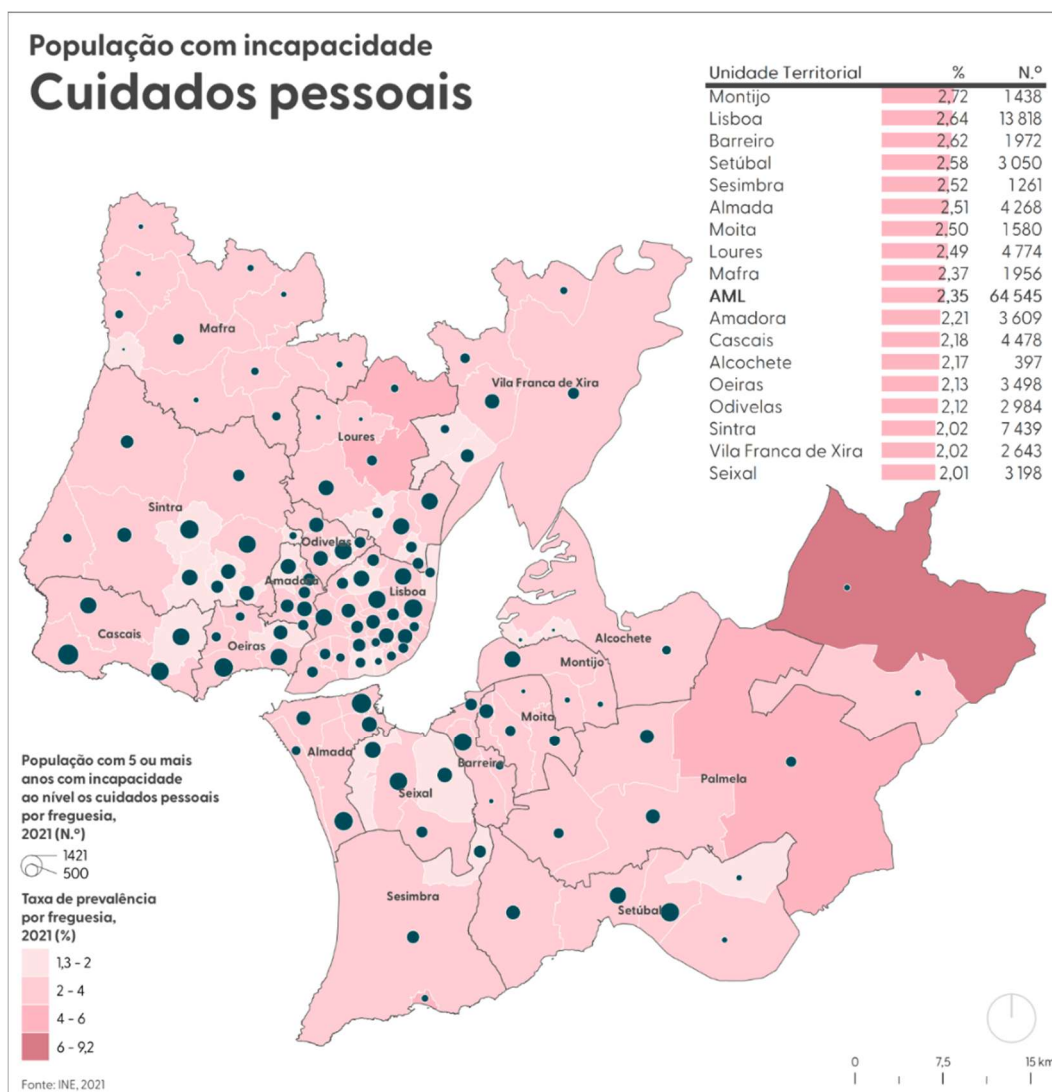 População com incapacidade
Cuidados pessoais
Unidade Territorial % N.º
Montijo 2,72 1 438
Lisboa 2,64 13 818
Barreiro 2,62 1 972
Setúbal 2,58 3 050
Sesimbra 2,52 1 261
Almada 2,51 4 268
Moita 2,50 1 580
Loures 2,49 4 774
Mafra 2,37 1 956
AML 2,35 64 545
Amadora 2,21 3 609
Cascais 2,18 4 478
Alcochete 2,17 397
Oeiras 2,13 3 498
Odivelas 2,12 2 984
Sintra 2,02 7 439
Vila Franca de Xira 2,02 2 643
Seixal 2,01 3 198
Mafra
Vila Franca de Xira
Loures
Sintra
Odivelas
Amadora
Lisboa
Cascais
Oeiras
Alcochete
Montijo
Moita
Almada
Barreiro
Seixal
Palmela
Sesimbra
Setúbal
População com 5 ou mais
anos com incapacidade
ao nível os cuidados pessoais
por freguesia,
2021 (N.º)
1421
500
Taxa de prevalência
por freguesia,
2021 (%)
1,3 – 2
2 – 4
4 – 6
6 – 9,2
Fonte: INE, 2021
0 7,5 15 km